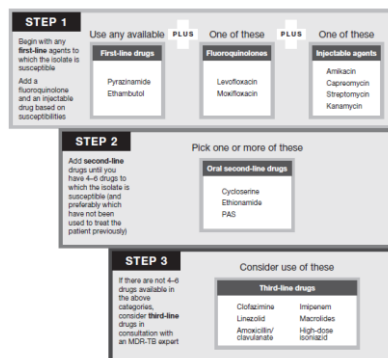 STEP 1
Begin with any
first-line agents to
which the isolate is
susceptible
Add a
fluoroquinolone
and an injectable
drug based on
susceptibilities
Use any available
PLUS
One of these
PLUS
One of these
First-line drugs
Pyrazinamide
Ethambutol
Fluoroquinolones
Levofloxacin
Moxifloxacin
Injectable agents
Amikacin
Capreomycin
Streptomycin
Kanamycin
STEP 2
Add second-line
drugs until you
have 4–6 drugs to
which the isolate is
susceptible (and
preferably which
have not been
used to treat the
patient previously)
Pick one or more of these
Oral second-line drugs
Cycloserine
Ethionamide
PAS
STEP 3
If there are not 4–6
drugs available in
the above
categories,
consider third-line
drugs in
consultation with
an MDR-TB expert
Consider use of these
Third-line drugs
Clofazimine
Linezolid
Amoxicillin/
clavulanate
Imipenem
Macrolides
High-dose
isoniazid